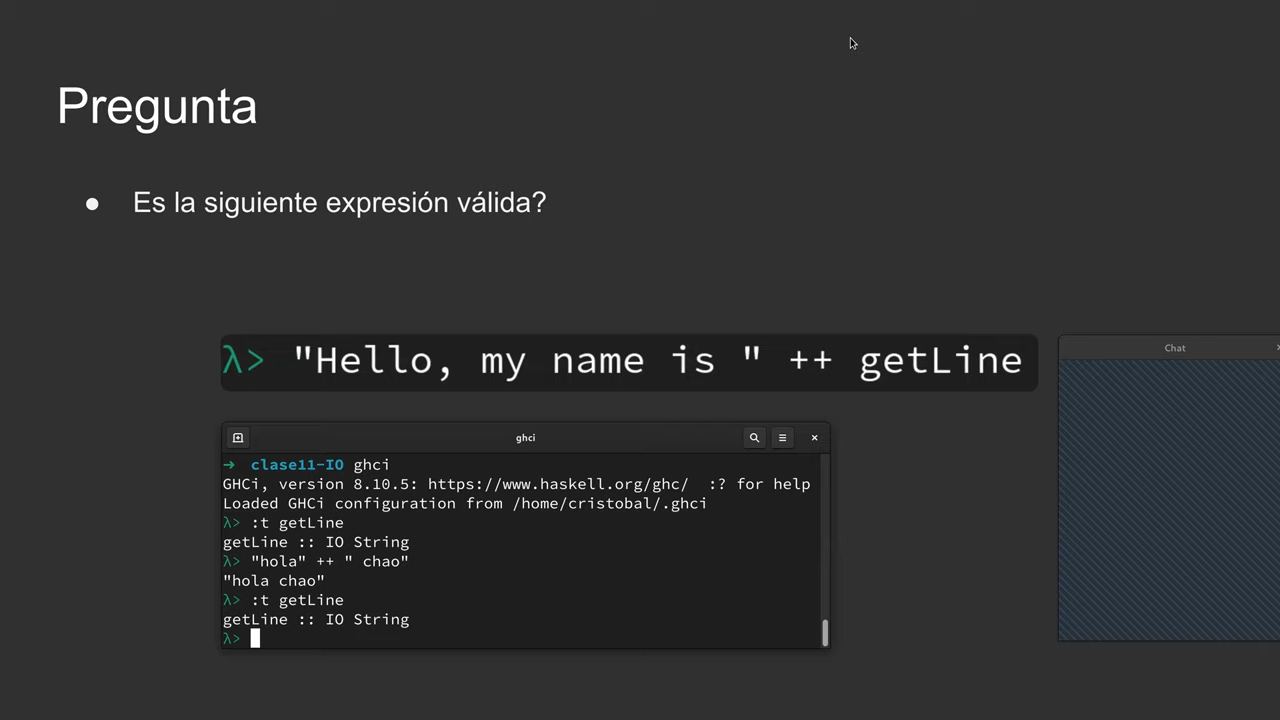 Pregunta
● Es la siguiente expresión válida?
λ> "Hello, my name is " ++ getLine
Chat
ghci
→ clase11-IO ghci
GHCi, version 8.10.5: https://www.haskell.org/ghc/  :? for help
Loaded GHCi configuration from /home/cristobal/.ghci
λ> :t getLine
getLine :: IO String
λ> "hola" ++ " chao"
"hola chao"
λ> :t getLine
getLine :: IO String
λ>